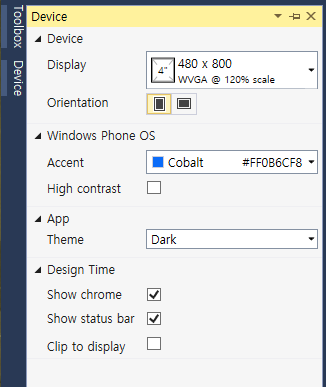 Toolbox
Device
Device
Device
Display
4"
480 x 800
WVGA @ 120% scale
Orientation
Windows Phone OS
Accent
Cobalt #FF0B6CF8
High contrast
App
Theme
Dark
Design Time
Show chrome
Show status bar
Clip to display